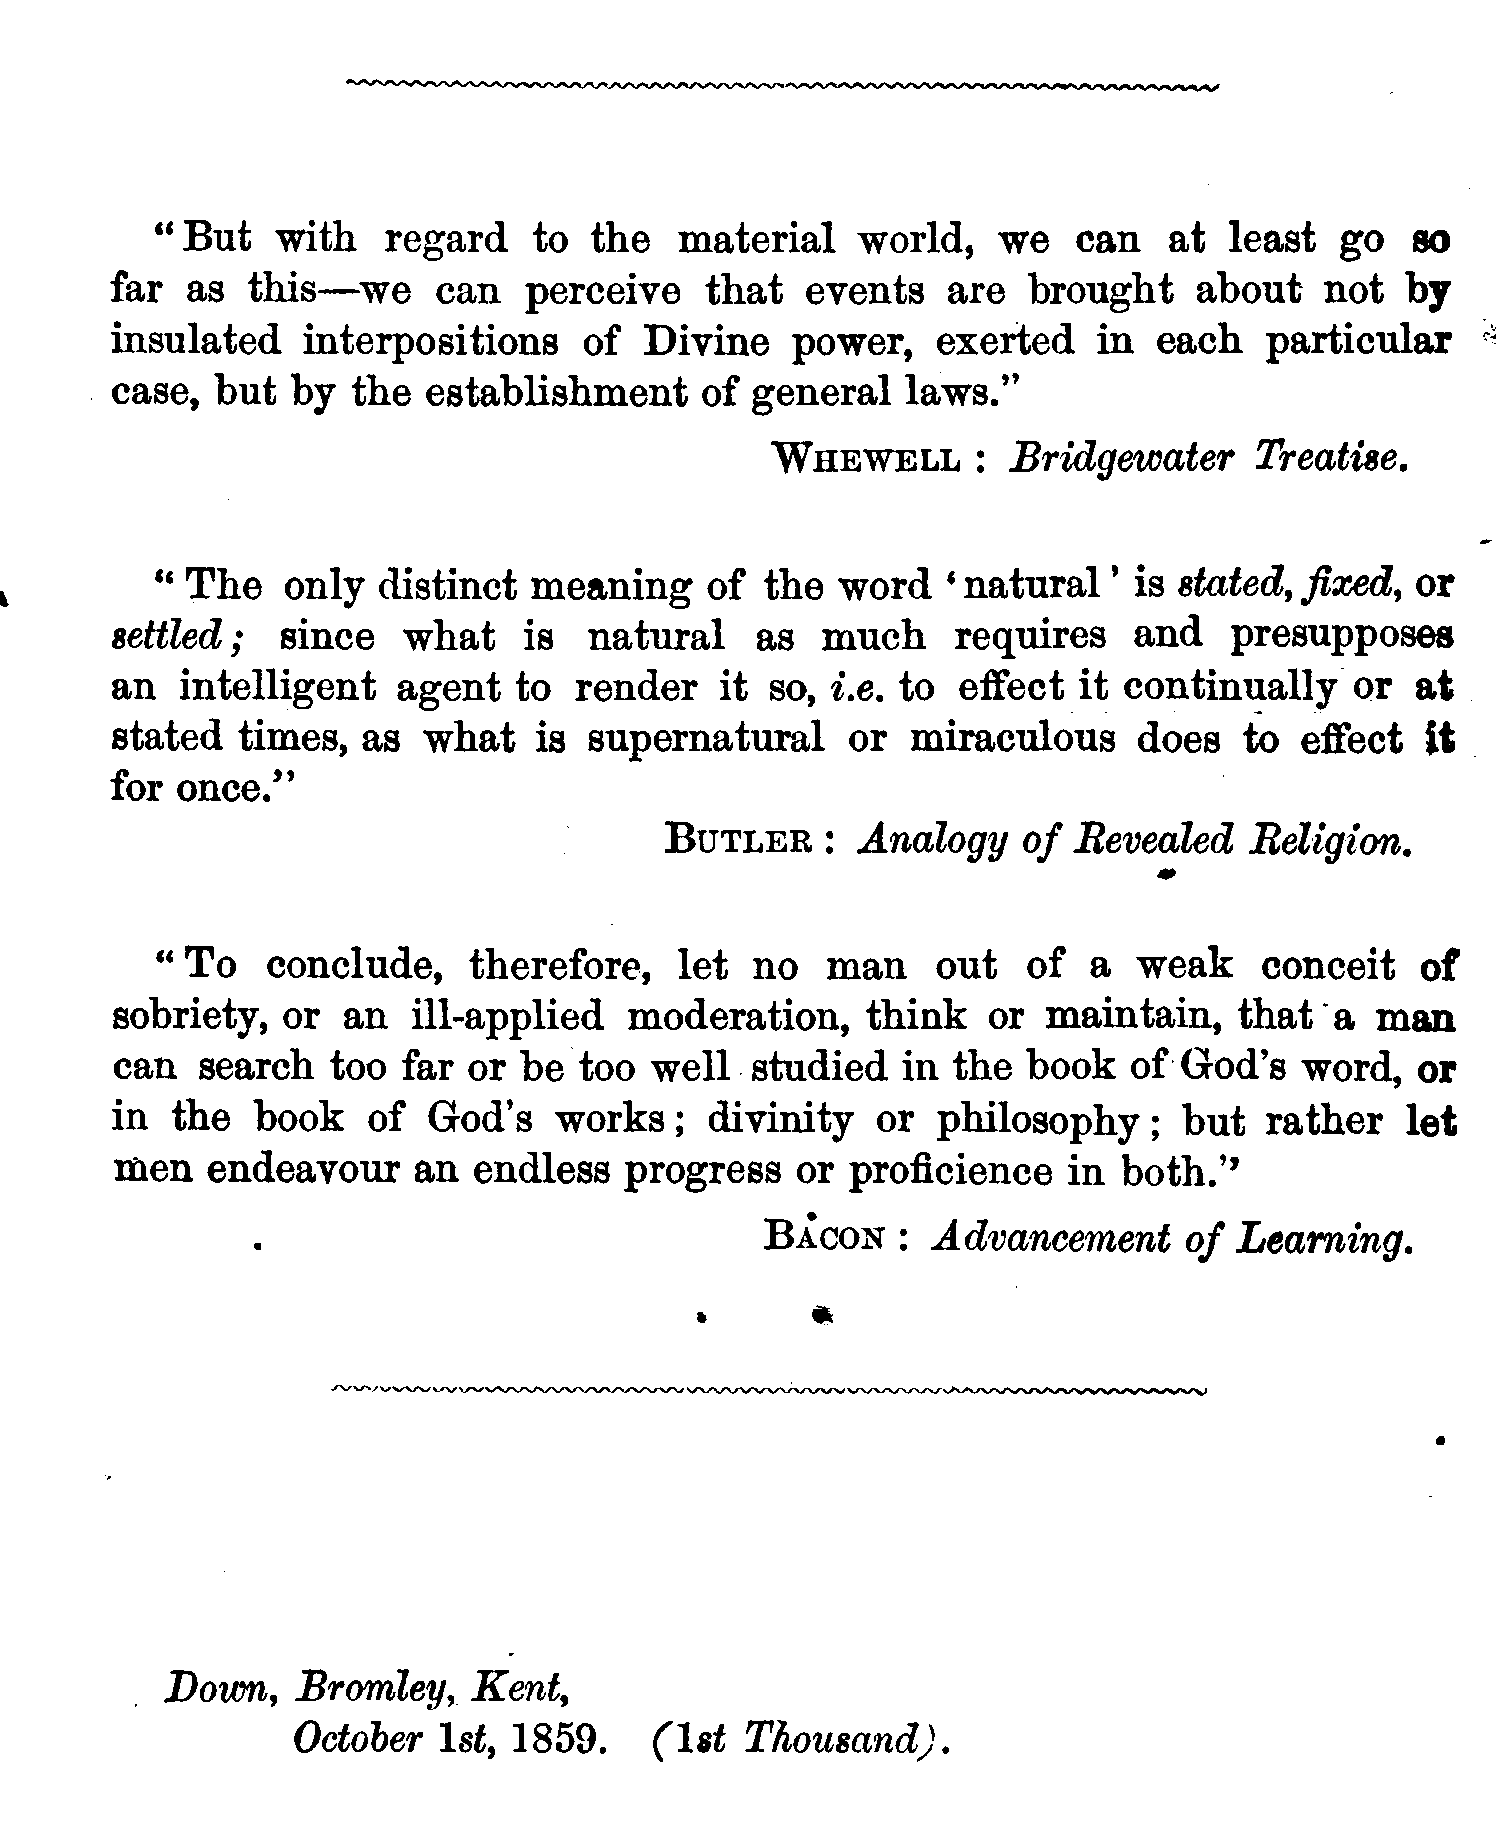 "But with regard to the material world, we can at least go so
far as this—we can perceive that events are brought about not by
insulated interpositions of Divine power, exerted in each particular
case, but by the establishment of general laws."
WHEWELL: Bridgewater Treatise.
"The only distinct meaning of the word 'natural' is stated, fixed, or
settled; since what is natural as much requires and presupposes
an intelligent agent to render it so, i.e. to effect it continually or at
stated times, as what is supernatural or miraculous does to effect it
for once."
BUTLER: Analogy of Revealed Religion.
"To conclude, therefore, let no man out of a weak conceit of
sobriety, or an ill-applied moderation, think or maintain, that a man
can search too far or be too well studied in the book of God's word, or
in the book of God's works; divinity or philosophy; but rather let
men endeavour an endless progress or proficience in both."
BACON: Advancement of Learning.
Down, Bromley, Kent,
October 1st, 1859. (1st Thousand).